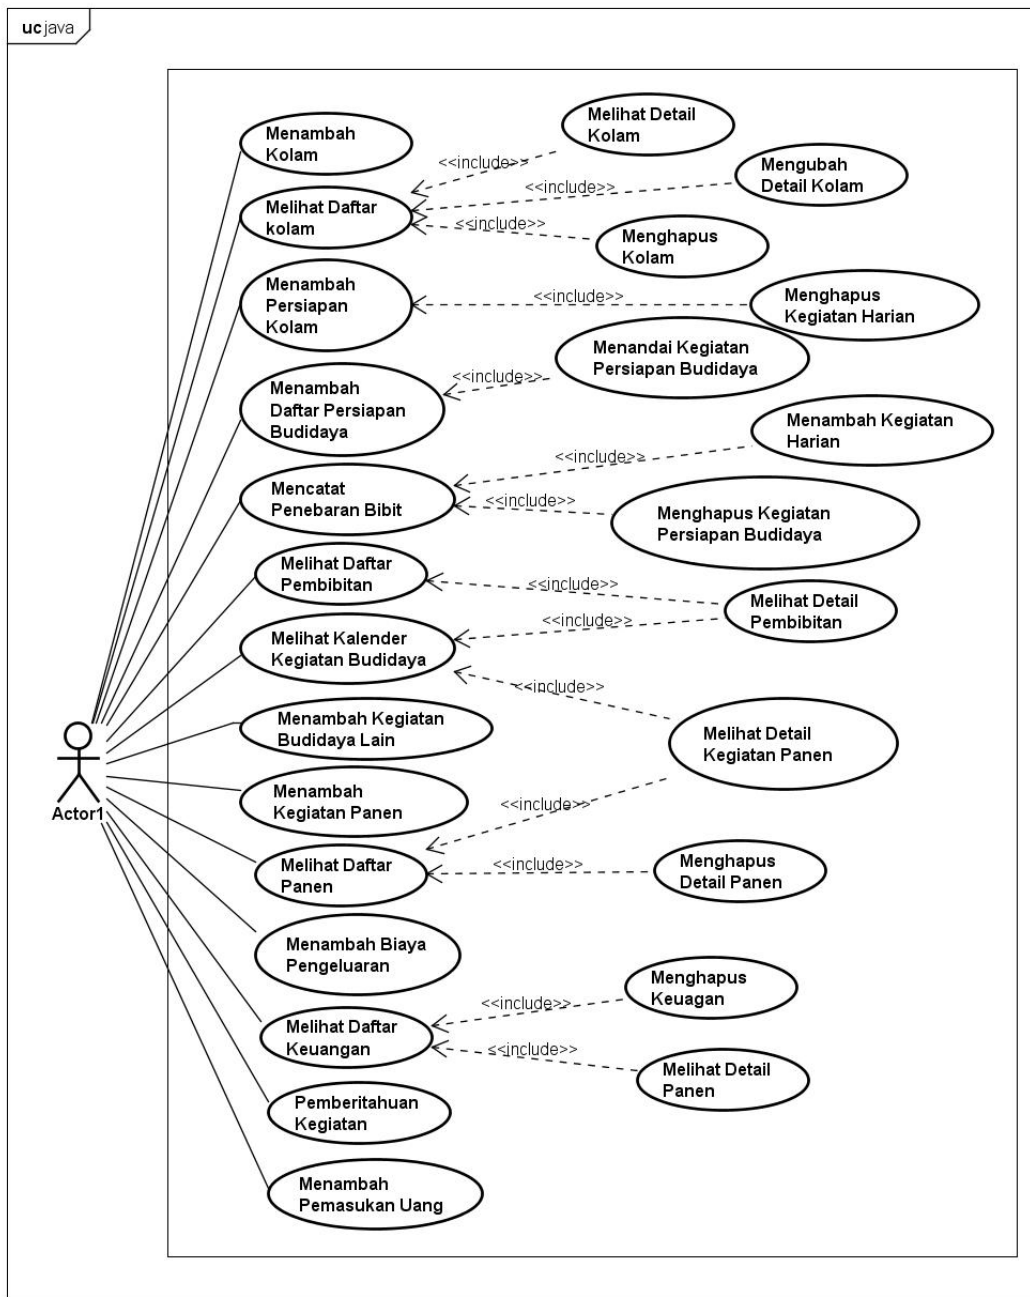 uc java
Menambah
Kolam
Melihat Detail
Kolam
<<include>>
Mengubah
Detail Kolam
<<include>>
Melihat Daftar
kolam
<<include>>
Menghapus
Kolam
Menambah
Persiapan
Kolam
<<include>>
Menghapus
Kegiatan Harian
Menandai Kegiatan
Persiapan Budidaya
<<include>>
Menambah
Daftar Persiapan
Budidaya
Menambah Kegiatan
Harian
<<include>>
Mencatat
Penebaran Bibit
<<include>>
Menghapus Kegiatan
Persiapan Budidaya
Melihat Daftar
Pembibitan
<<include>>
Melihat Detail
Pembibitan
<<include>>
Melihat Kalender
Kegiatan Budidaya
<<include>>
Menambah Kegiatan
Budidaya Lain
Melihat Detail
Kegiatan Panen
Actor1
Menambah
Kegiatan Panen
<<include>>
Melihat Daftar
Panen
<<include>>
Menghapus
Detail Panen
Menambah Biaya
Pengeluaran
Menghapus
Keuagan
<<include>>
Melihat Daftar
Keuangan
<<include>>
Melihat Detail
Panen
Pemberitahuan
Kegiatan
Menambah
Pemasukan Uang